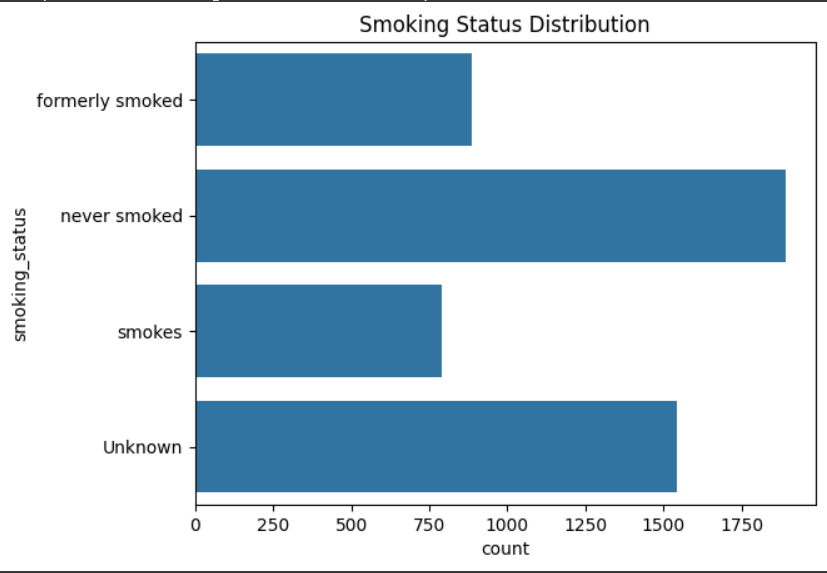 Smoking Status Distribution
formerly smoked
never smoked
smokes
Unknown
smoking_status
0 250 500 750 1000 1250 1500 1750
count